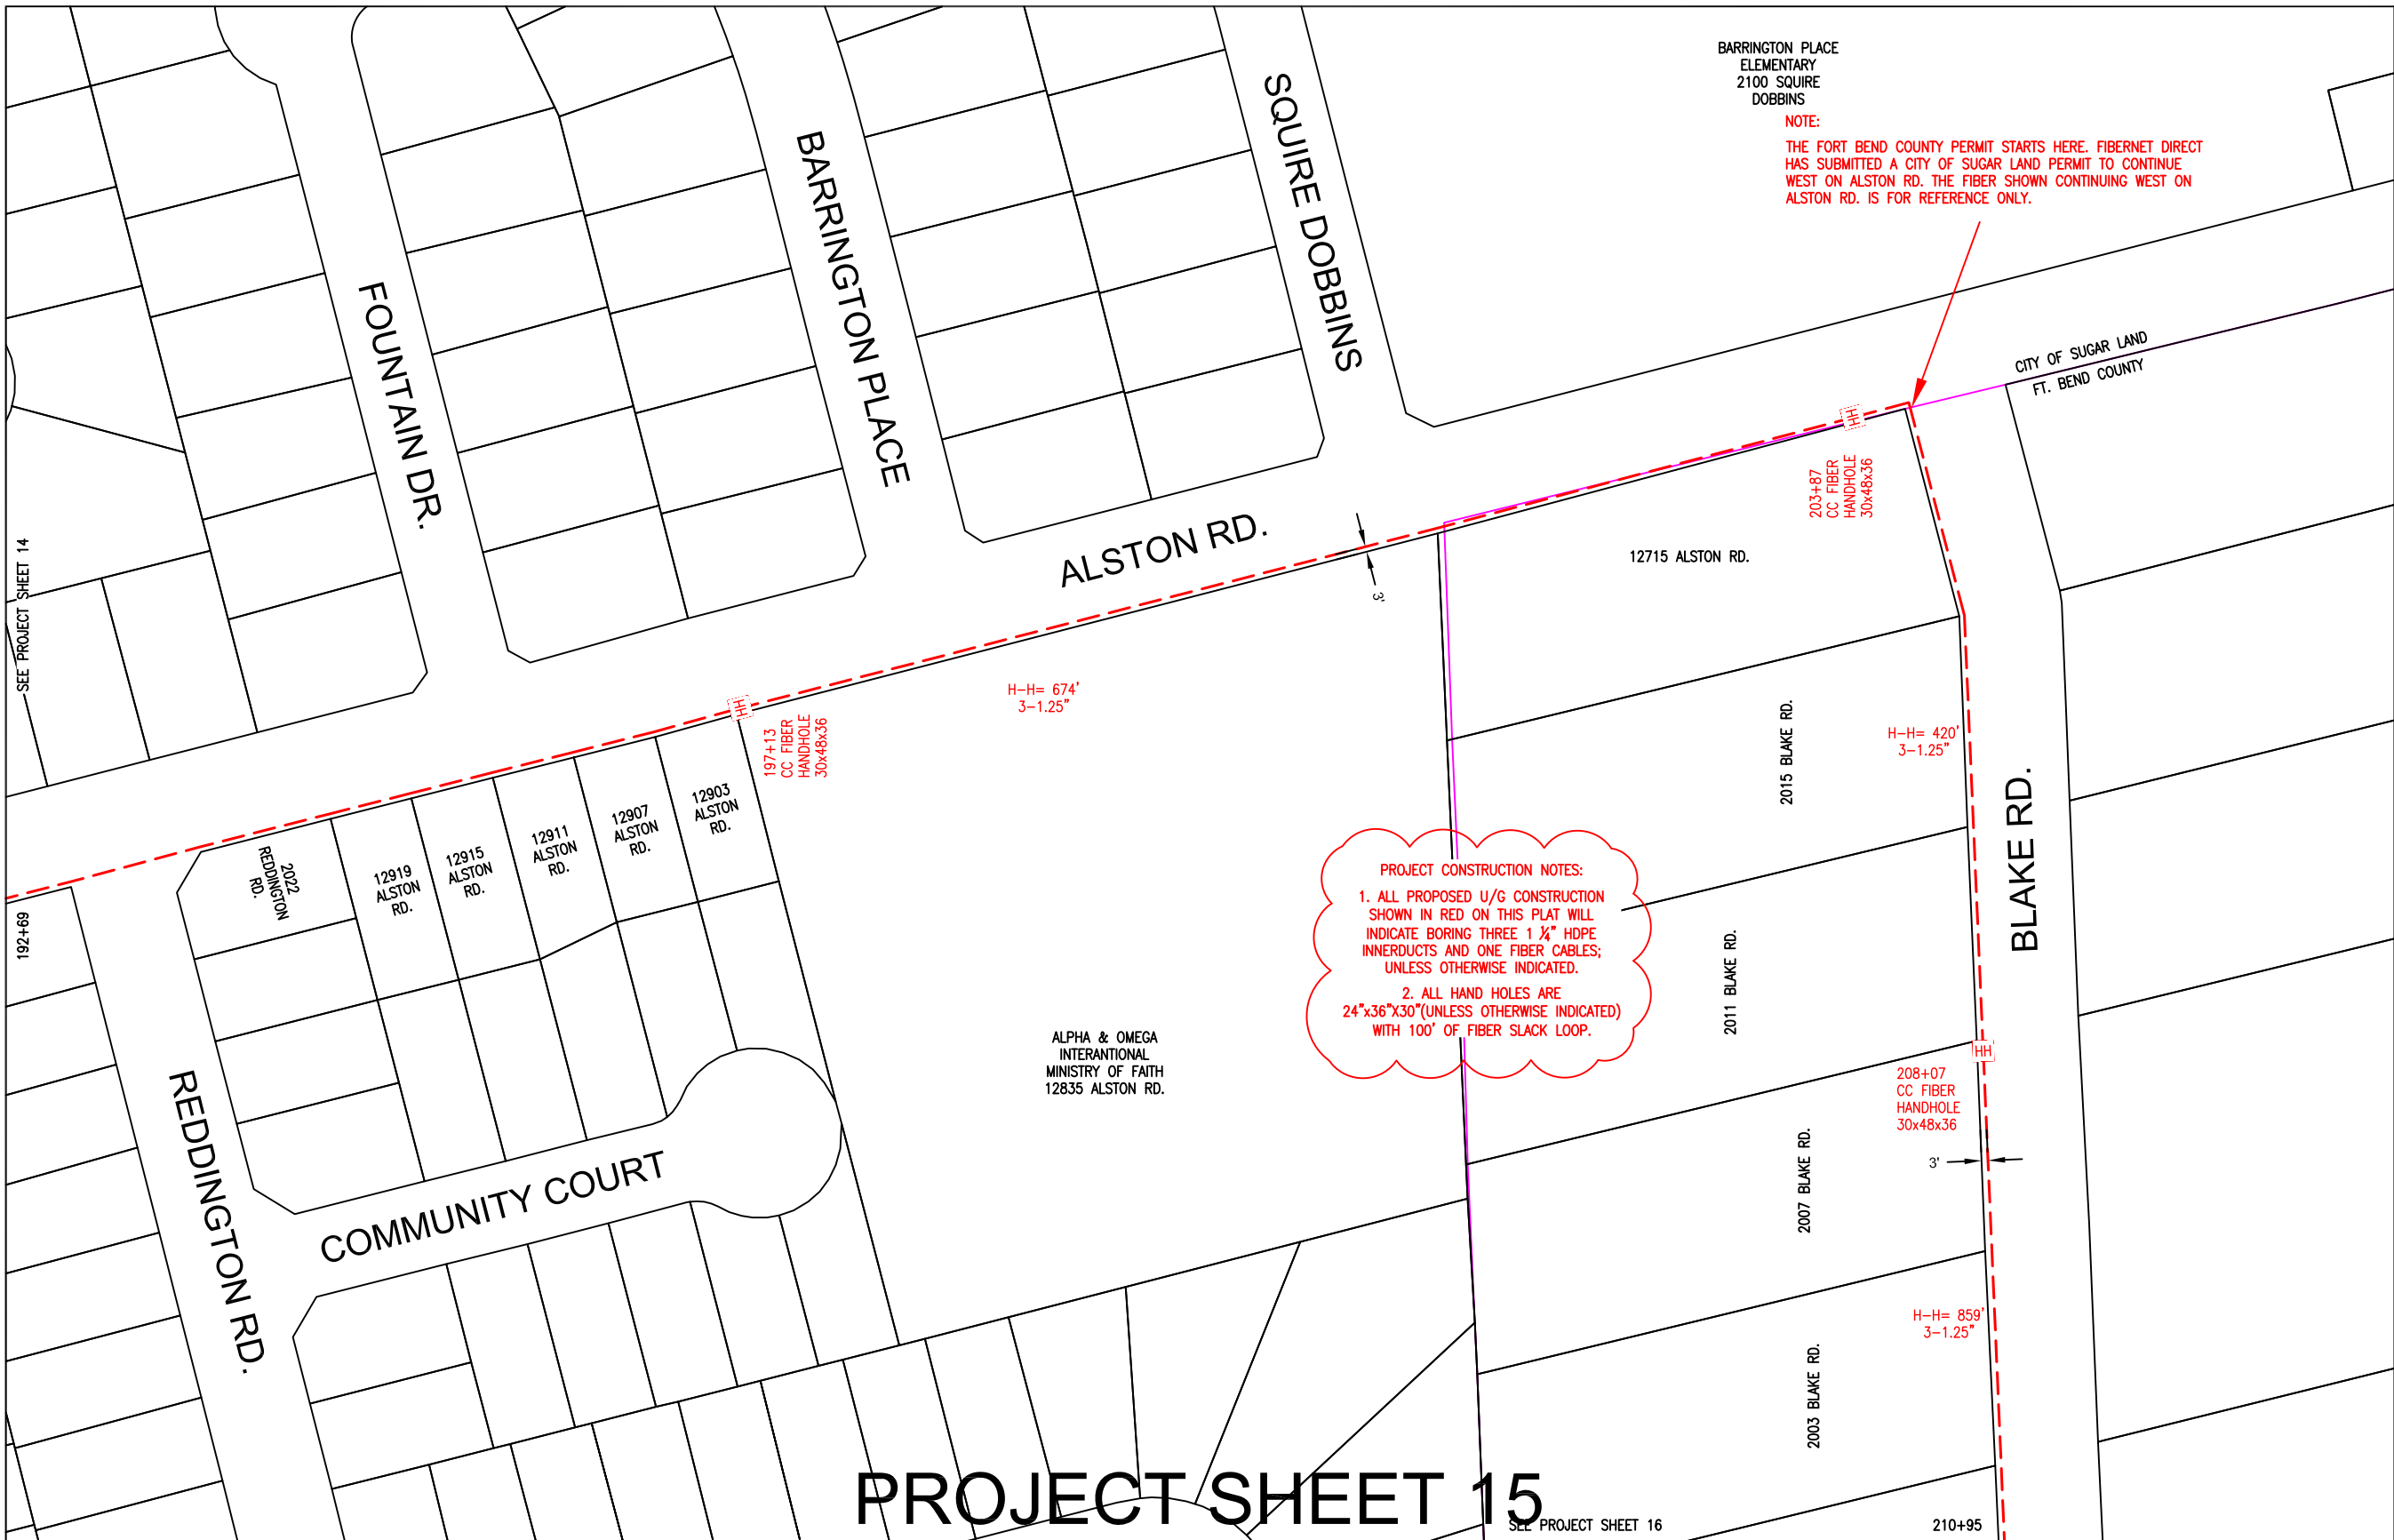 BARRINGTON PLACE
ELEMENTARY
2100 SQUIRE
DOBBINS
NOTE:
THE FORT BEND COUNTY PERMIT STARTS HERE. FIBERNET DIRECT
HAS SUBMITTED A CITY OF SUGAR LAND PERMIT TO CONTINUE
WEST ON ALSTON RD. THE FIBER SHOWN CONTINUING WEST ON
ALSTON RD. IS FOR REFERENCE ONLY.
SQUIRE DOBBINS
BARRINGTON PLACE
FOUNTAIN DR.
CITY OF SUGAR LAND
FT. BEND COUNTY
HH
203+87
CC FIBER
HANDHOLE
30x48x36
ALSTON RD.
3'
12715 ALSTON RD.
SEE PROJECT SHEET 14
H-H= 674'
3-1.25"
HH
197+13
CC FIBER
HANDHOLE
30x48x36
2015 BLAKE RD.
H-H= 420'
3-1.25"
BLAKE RD.
12903
ALSTON
RD.
12907
ALSTON
RD.
12911
ALSTON
RD.
12915
ALSTON
RD.
12919
ALSTON
RD.
2022
REDDINGTON
RD.
192+69
PROJECT CONSTRUCTION NOTES:
1. ALL PROPOSED U/G CONSTRUCTION
SHOWN IN RED ON THIS PLAT WILL
INDICATE BORING THREE 1 ¼" HDPE
INNERDUCTS AND ONE FIBER CABLES;
UNLESS OTHERWISE INDICATED.
2. ALL HAND HOLES ARE
24"x36"X30"(UNLESS OTHERWISE INDICATED)
WITH 100' OF FIBER SLACK LOOP.
2011 BLAKE RD.
ALPHA & OMEGA
INTERANTIONAL
MINISTRY OF FAITH
12835 ALSTON RD.
HH
208+07
CC FIBER
HANDHOLE
30x48x36
3'
2007 BLAKE RD.
REDDINGTON RD.
COMMUNITY COURT
H-H= 859'
3-1.25"
2003 BLAKE RD.
PROJECT SHEET 15
SEE PROJECT SHEET 16
210+95